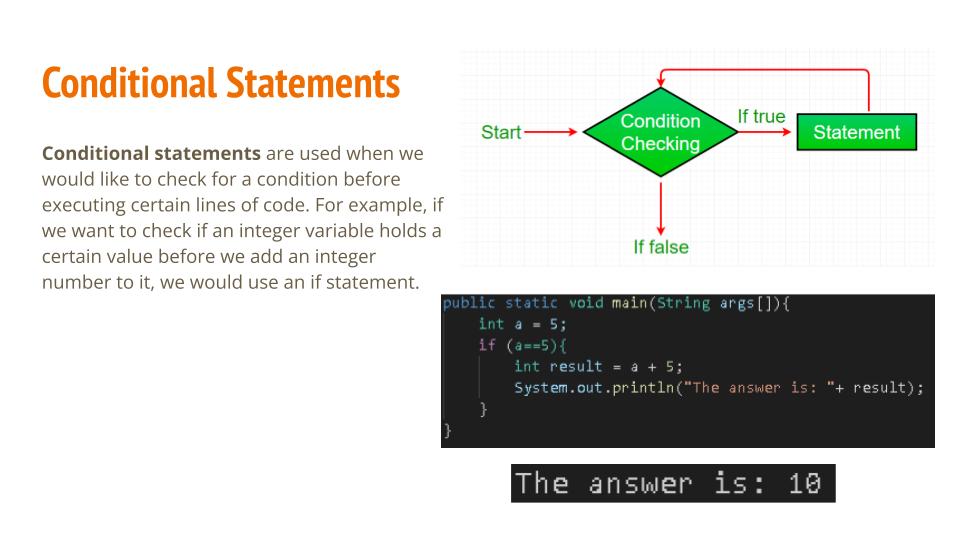 Conditional Statements
Conditional statements are used when we
would like to check for a condition before
executing certain lines of code. For example, if
we want to check if an integer variable holds a
certain value before we add an integer
number to it, we would use an if statement.
Start
Condition
Checking
If true
Statement
If false
public static void main(String args[]){
    int a = 5;
    if (a==5){
        int result = a + 5;
        System.out.println("The answer is: "+ result);
    }
}
The answer is: 10